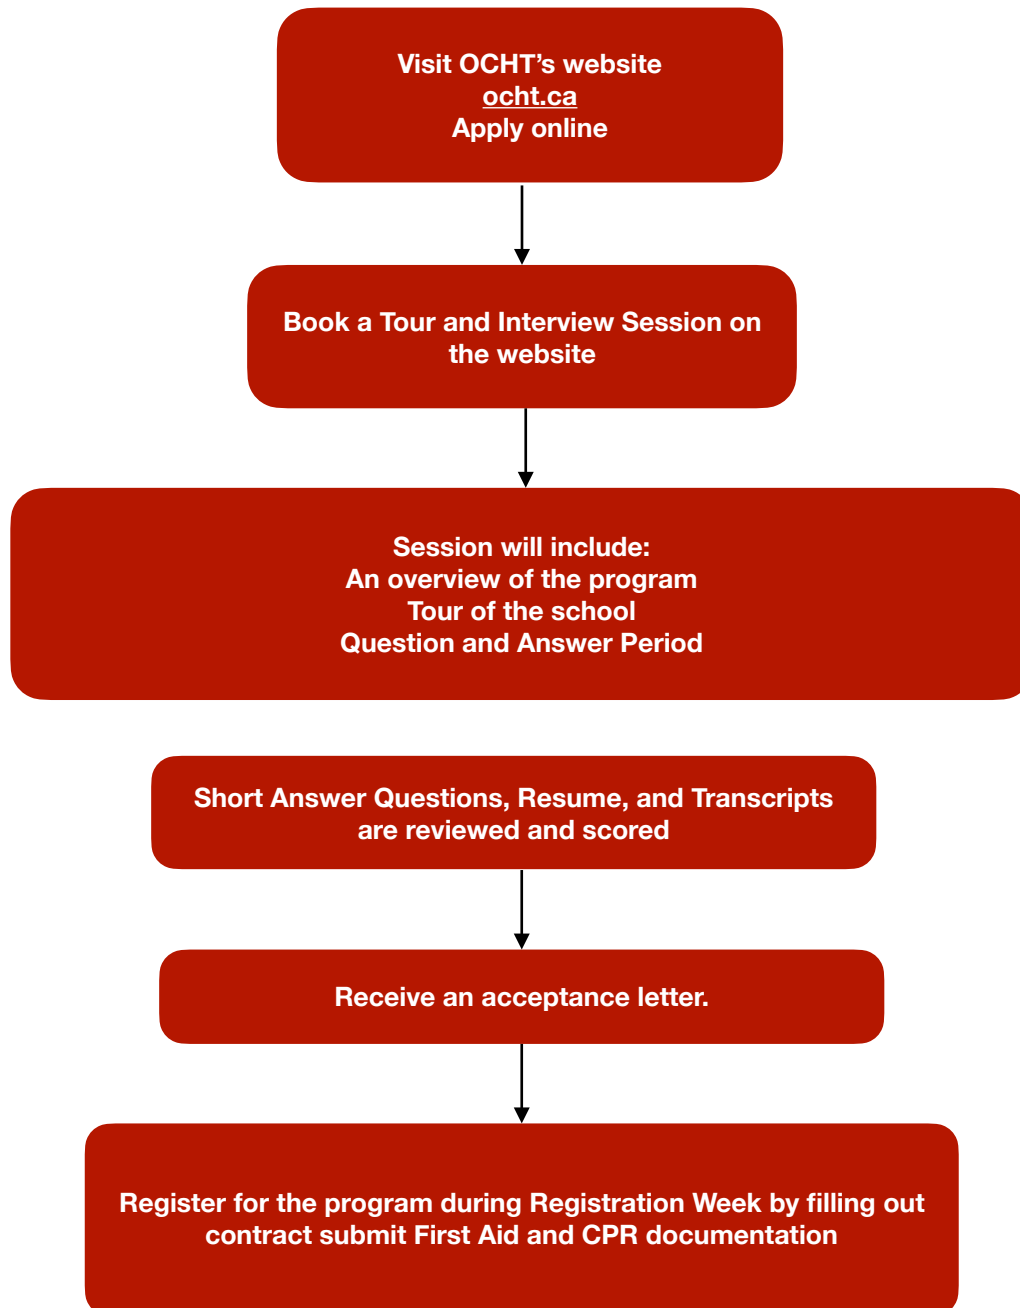 Visit OCHT’s website
ocht.ca
Apply online
Book a Tour and Interview Session on
the website
Session will include:
An overview of the program
Tour of the school
Question and Answer Period
Short Answer Questions, Resume, and Transcripts
are reviewed and scored
Receive an acceptance letter.
Register for the program during Registration Week by filling out
contract submit First Aid and CPR documentation